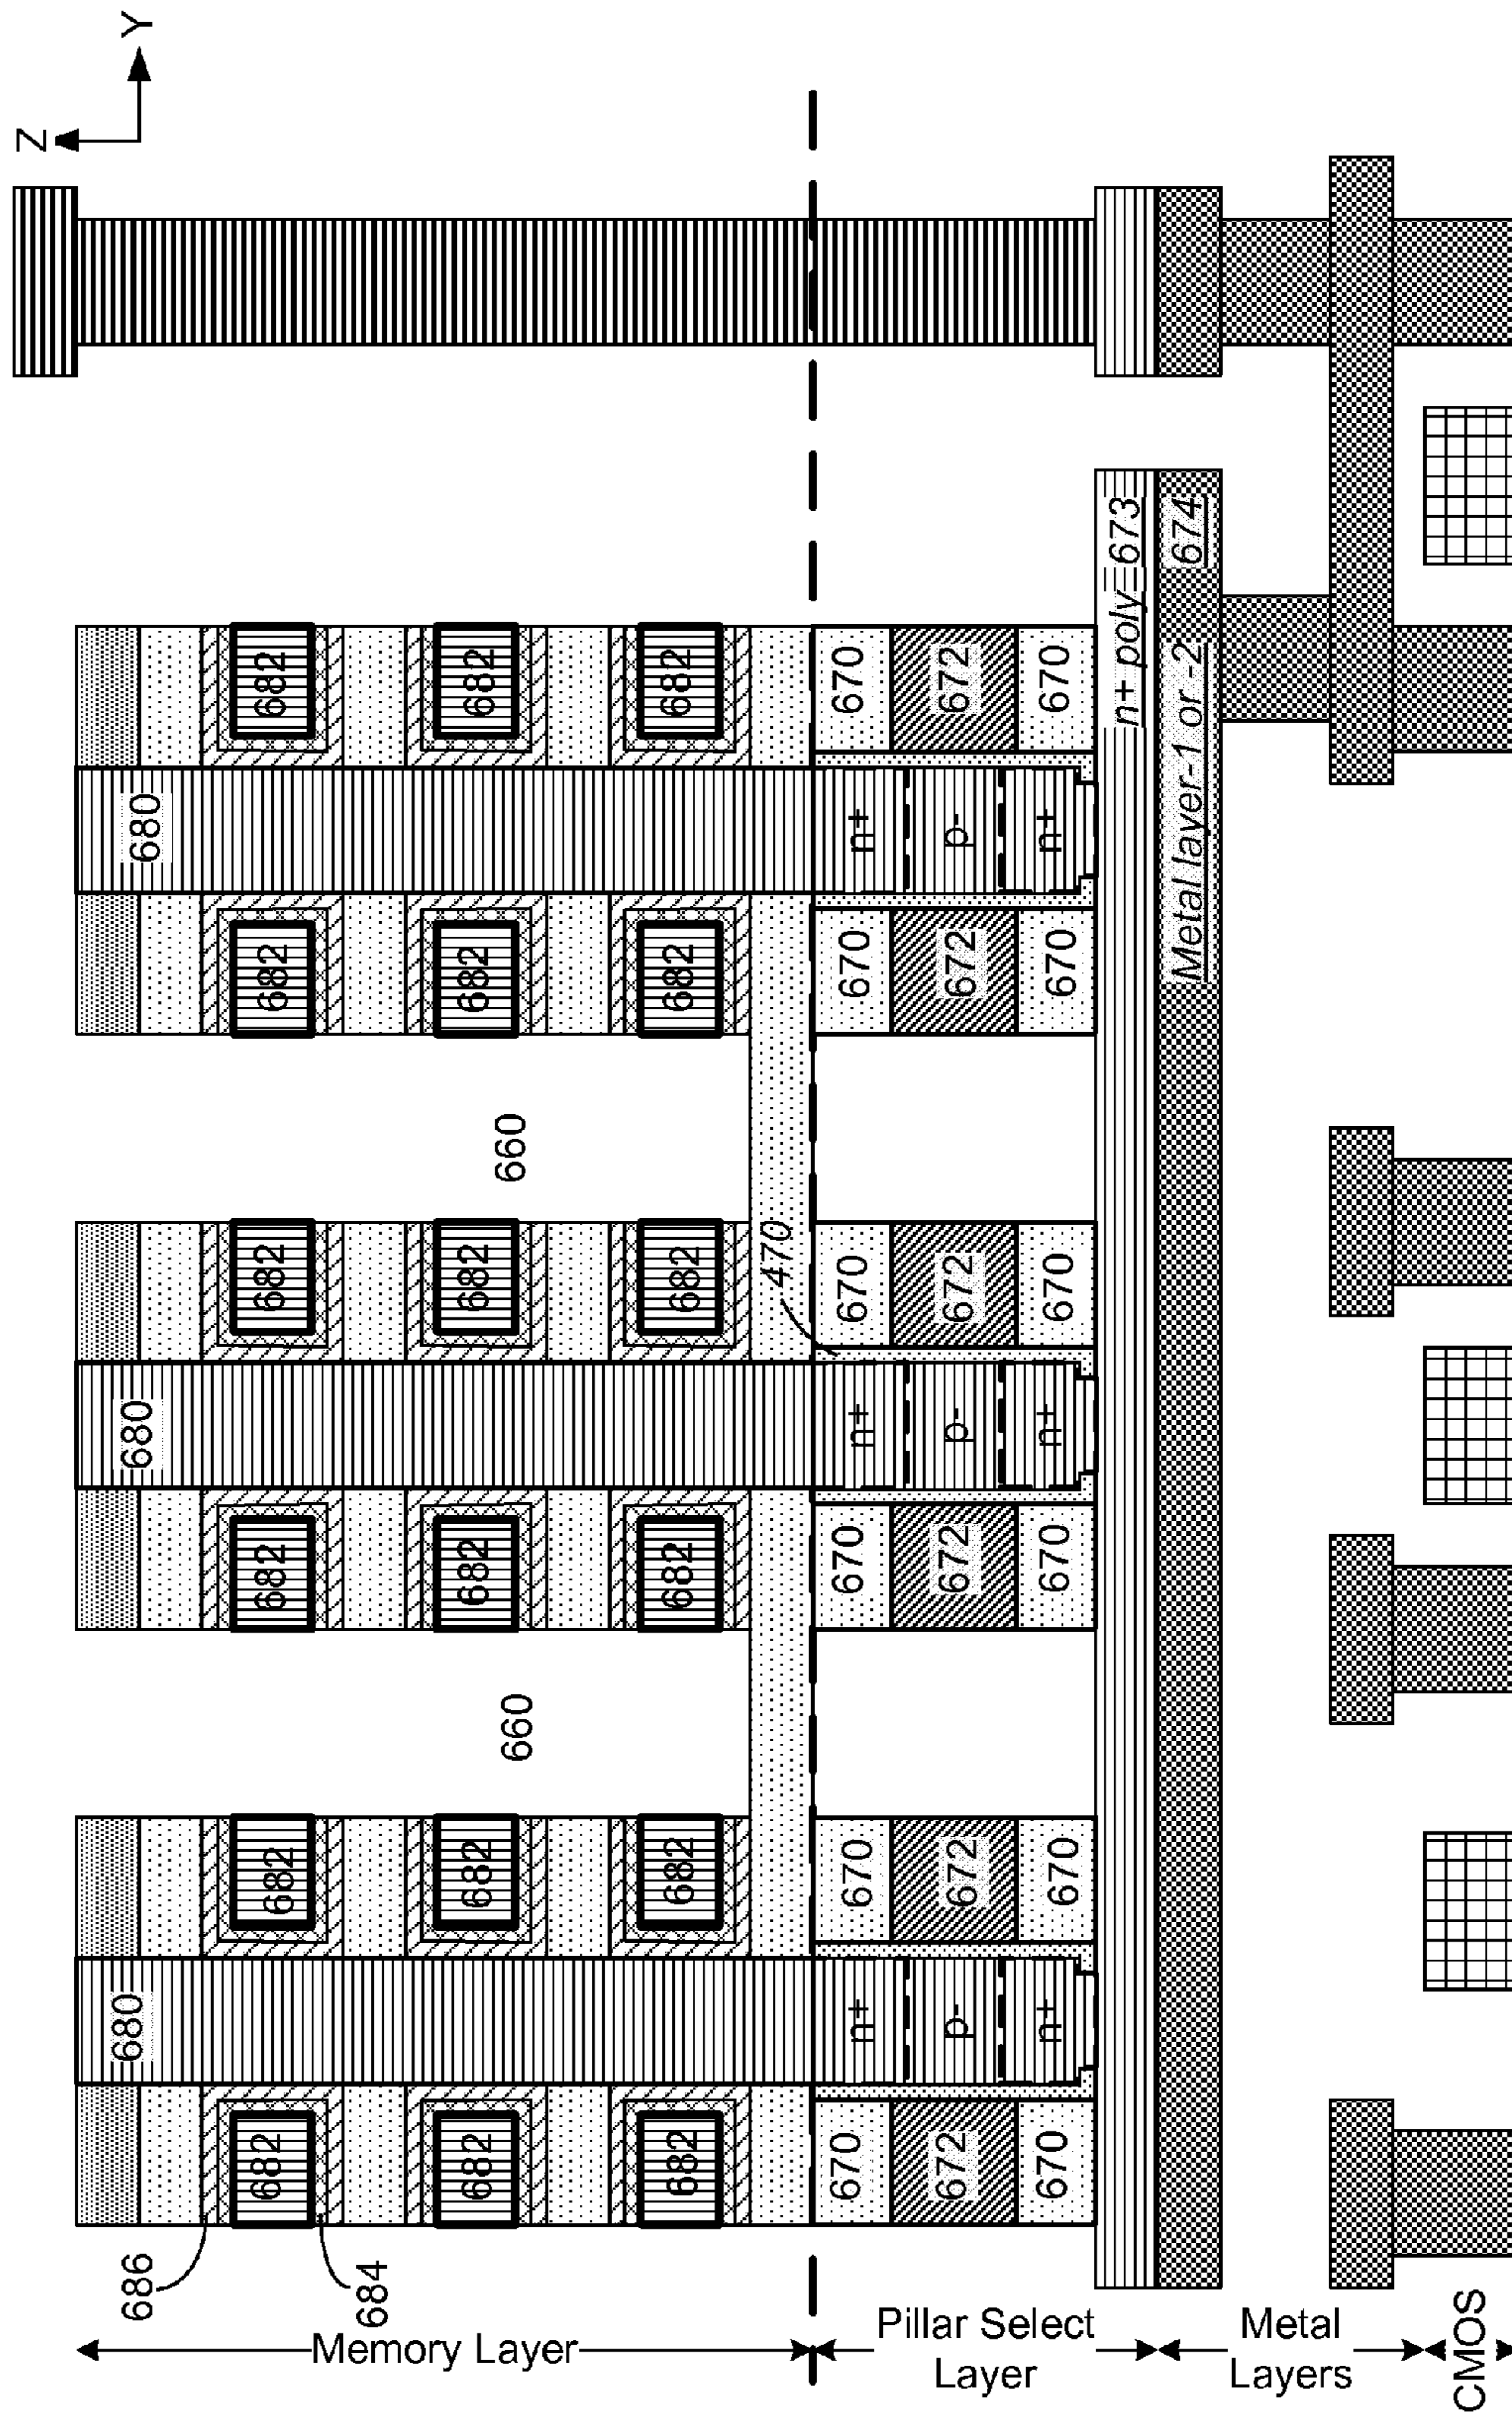 Y
Z
n+ poly 673
Metal layer-1 or -2 674
682
682
682
670
672
670
680
n+
p-
n+
682
682
682
670
672
670
660
470
682
682
682
670
672
670
680
n+
p-
n+
682
682
682
670
672
670
660
682
682
682
670
672
670
680
n+
p-
n+
682
682
682
670
672
670
686
684
Memory Layer
Pillar Select
Layer
Metal
Layers
CMOS